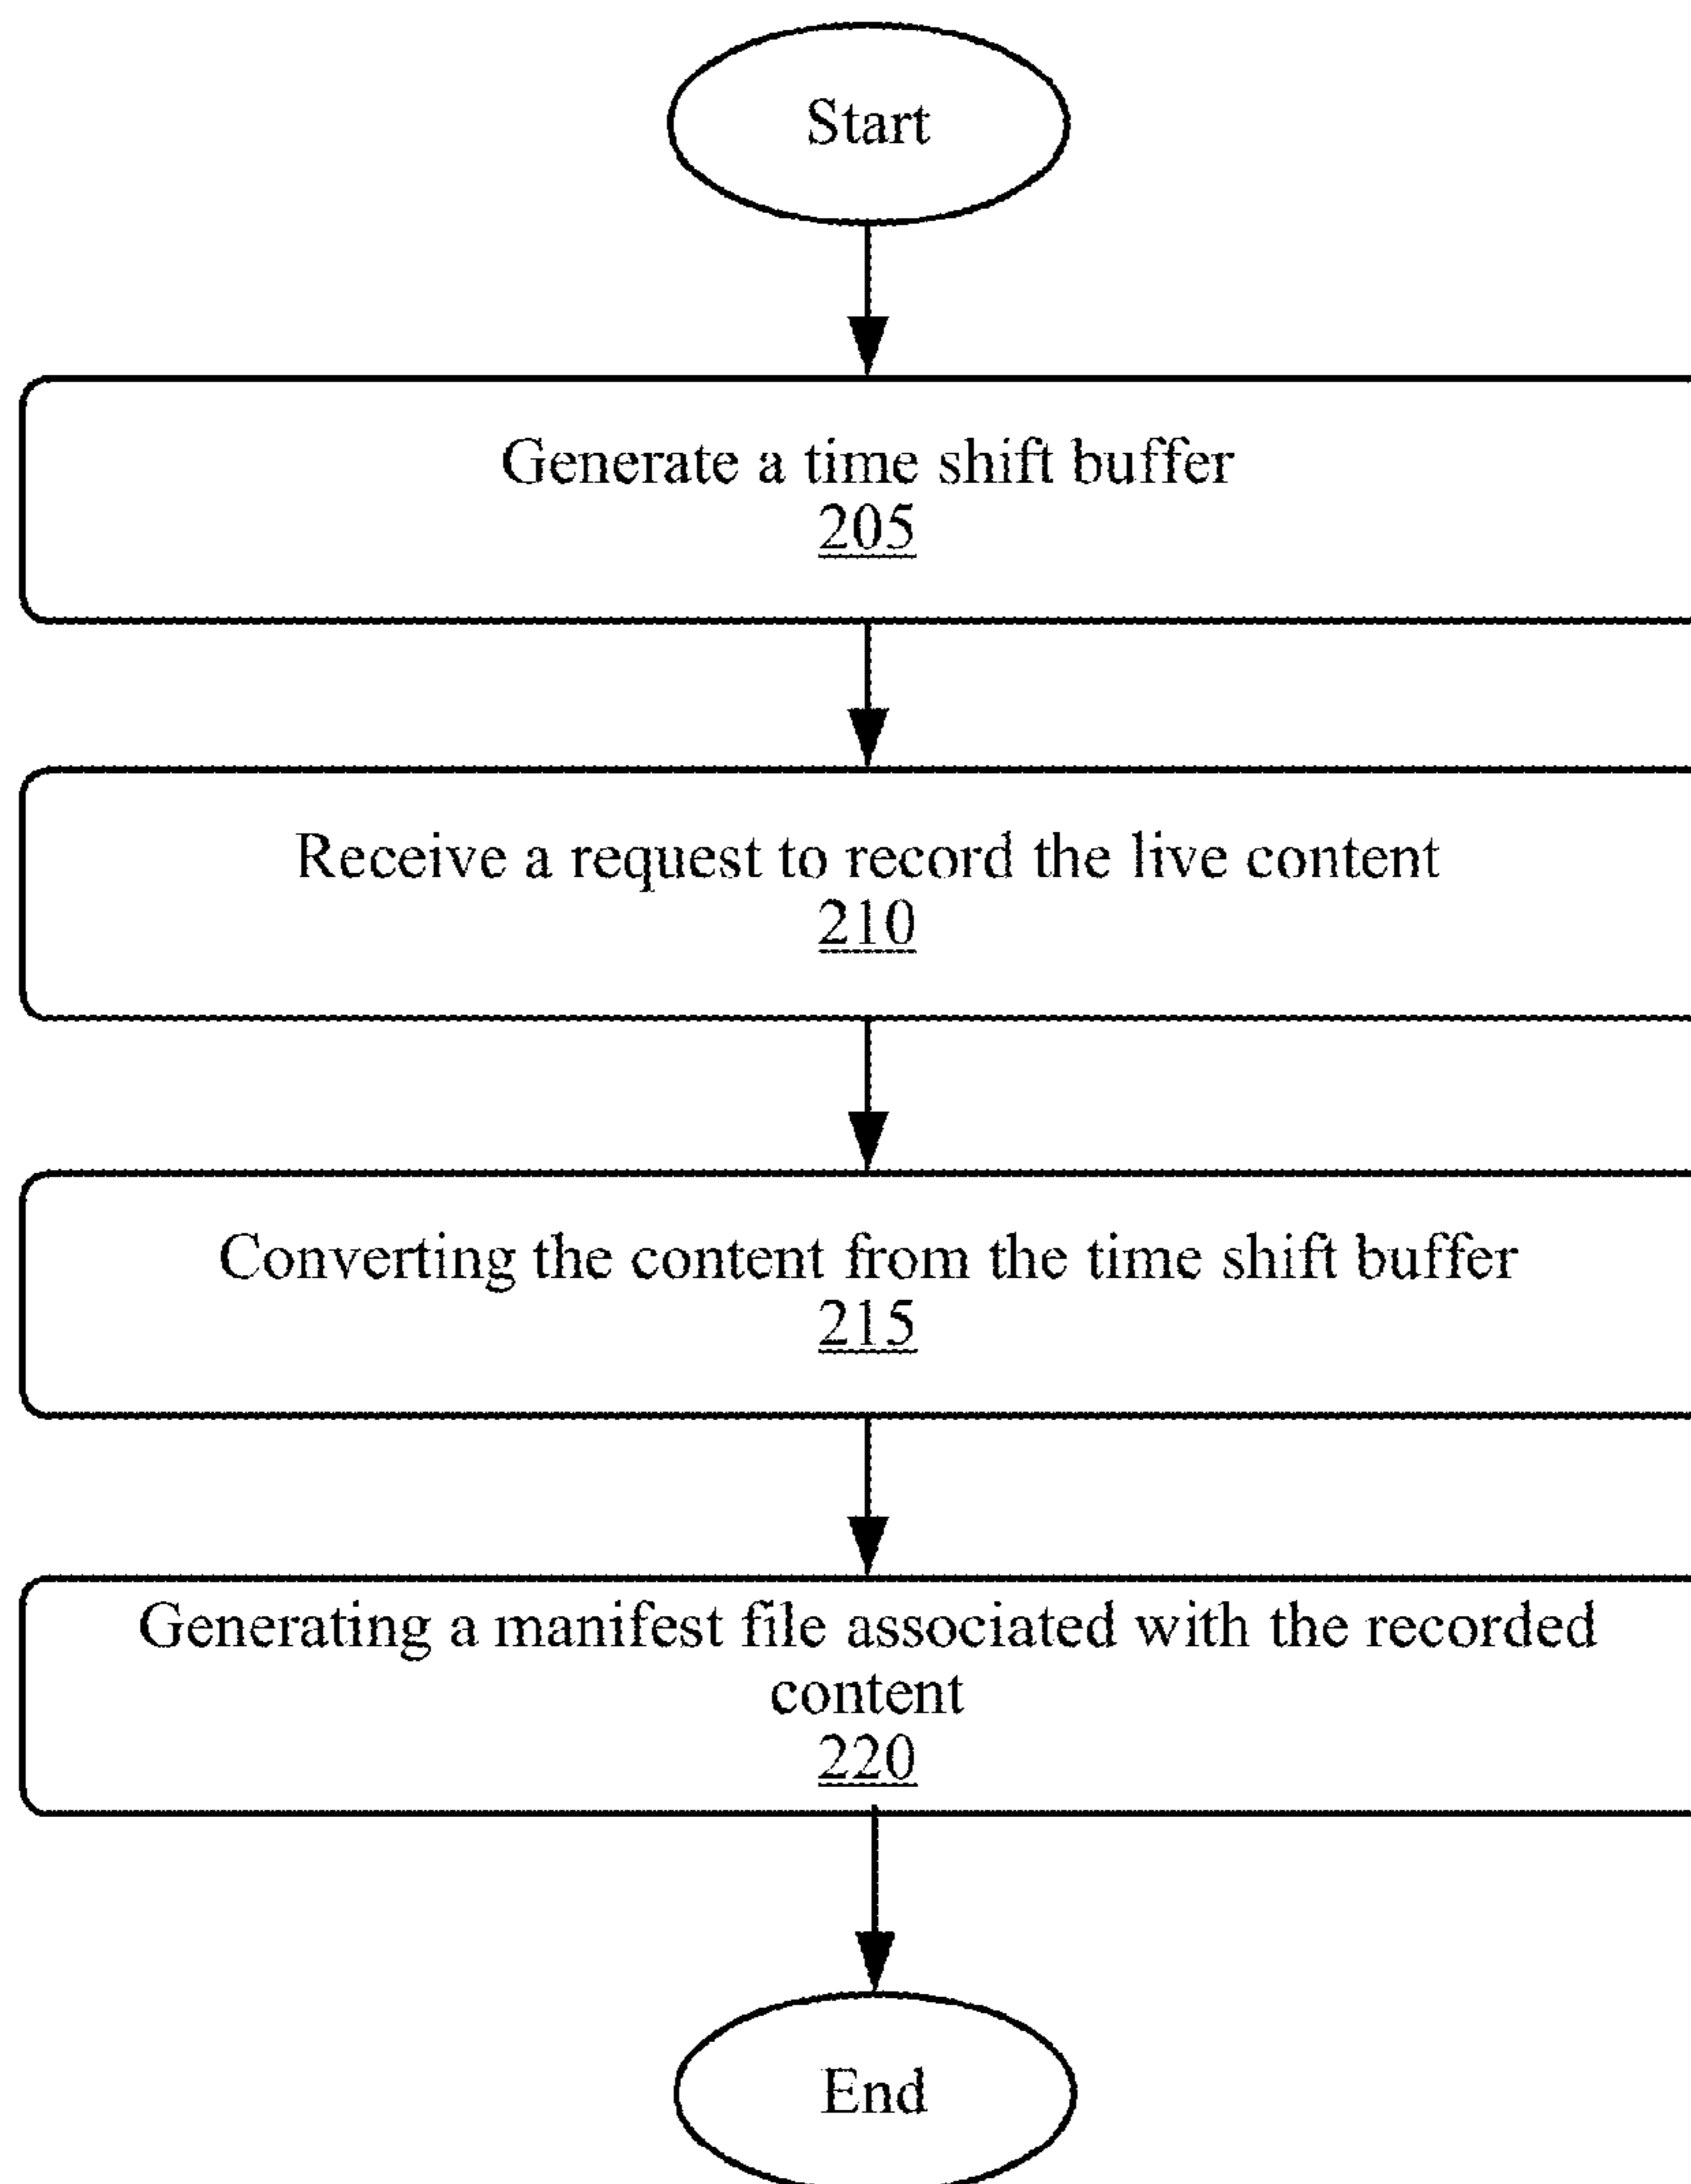 Start
Generate a time shift buffer
205
Receive a request to record the live content
210
Converting the content from the time shift buffer
215
Generating a manifest file associated with the recorded
content
220
End